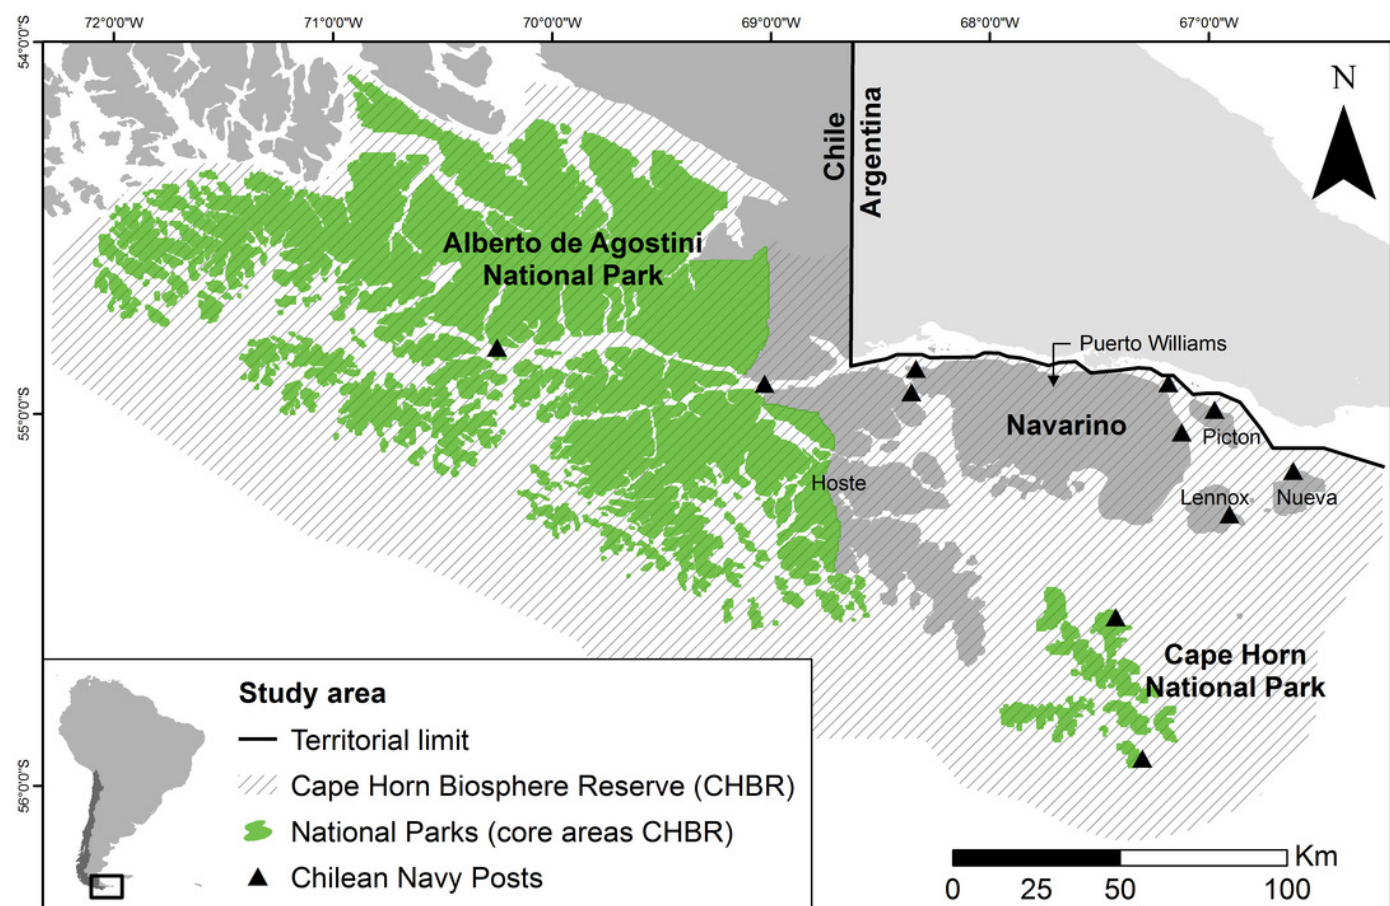 72°0'0"W
71°0'0"W
70°0'0"W
69°0'0"W
68°0'0"W
67°0'0"W
54°0'0"S
55°0'0"S
56°0'0"S
N
Chile
Argentina
Alberto de Agostini
National Park
Puerto Williams
Navarino
Picton
Hoste
Lennox
Nueva
Cape Horn
National Park
Study area
Territorial limit
Cape Horn Biosphere Reserve (CHBR)
National Parks (core areas CHBR)
Chilean Navy Posts
Km
0 25 50 100